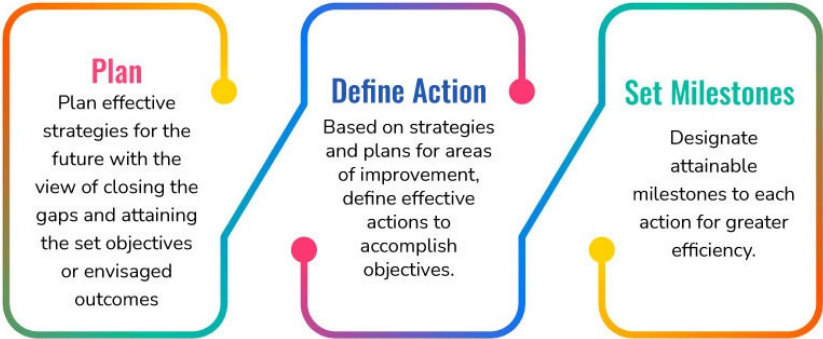 Plan
Plan effective
strategies for the
future with the
view of closing the
gaps and attaining
the set objectives
or envisaged
outcomes
Define Action
Based on strategies
and plans for areas
of improvement,
define effective
actions to
accomplish
objectives.
Set Milestones
Designate
attainable
milestones to each
action for greater
efficiency.